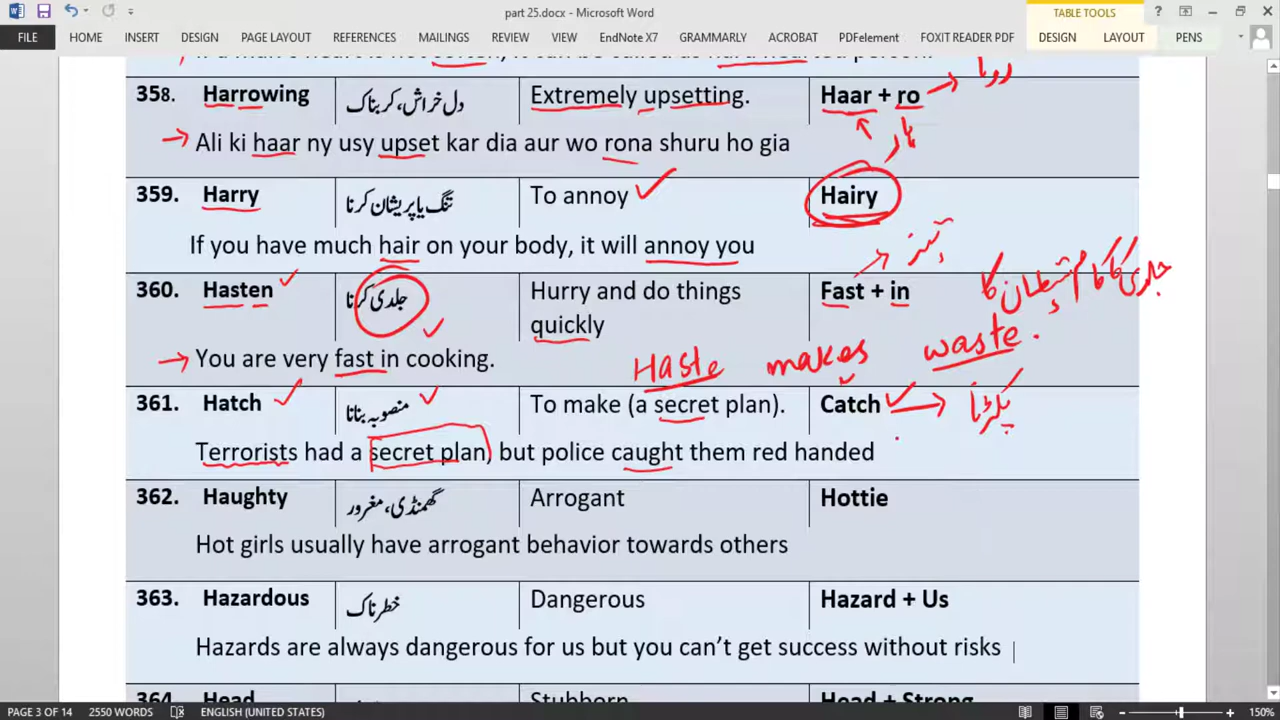 part 25.docx - Microsoft Word
TABLE TOOLS
FILE HOME INSERT DESIGN PAGE LAYOUT REFERENCES MAILINGS REVIEW VIEW EndNote X7 GRAMMARLY ACROBAT PDFelement FOXIT READER PDF DESIGN LAYOUT PENS
358. Harrowing دل خراش، کربناک Extremely upsetting. Haar + ro رونا
ہار
Ali ki haar ny usy upset kar dia aur wo rona shuru ho gia
359. Harry تنگ یا پریشان کرنا To annoy Hairy
If you have much hair on your body, it will annoy you
تیز
360. Hasten جلدی کرنا Hurry and do things quickly Fast + in جلدی کا کام شیطان کا
You are very fast in cooking.
Haste makes waste.
361. Hatch منصوبہ بنانا To make (a secret plan). Catch پکڑنا
Terrorists had a secret plan, but police caught them red handed
362. Haughty گھمنڈی، مغرور Arrogant Hottie
Hot girls usually have arrogant behavior towards others
363. Hazardous خطرناک Dangerous Hazard + Us
Hazards are always dangerous for us but you can't get success without risks
364. Head Stubborn Head + Strong
PAGE 3 OF 14 2550 WORDS ENGLISH (UNITED STATES) 150%